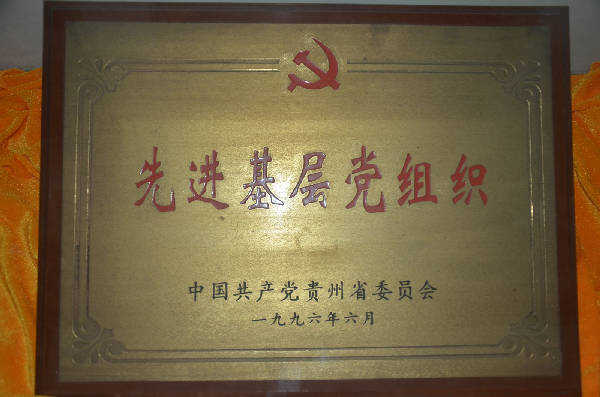 先进基层党组织
中国共产党贵州省委员会
一九九六年六月